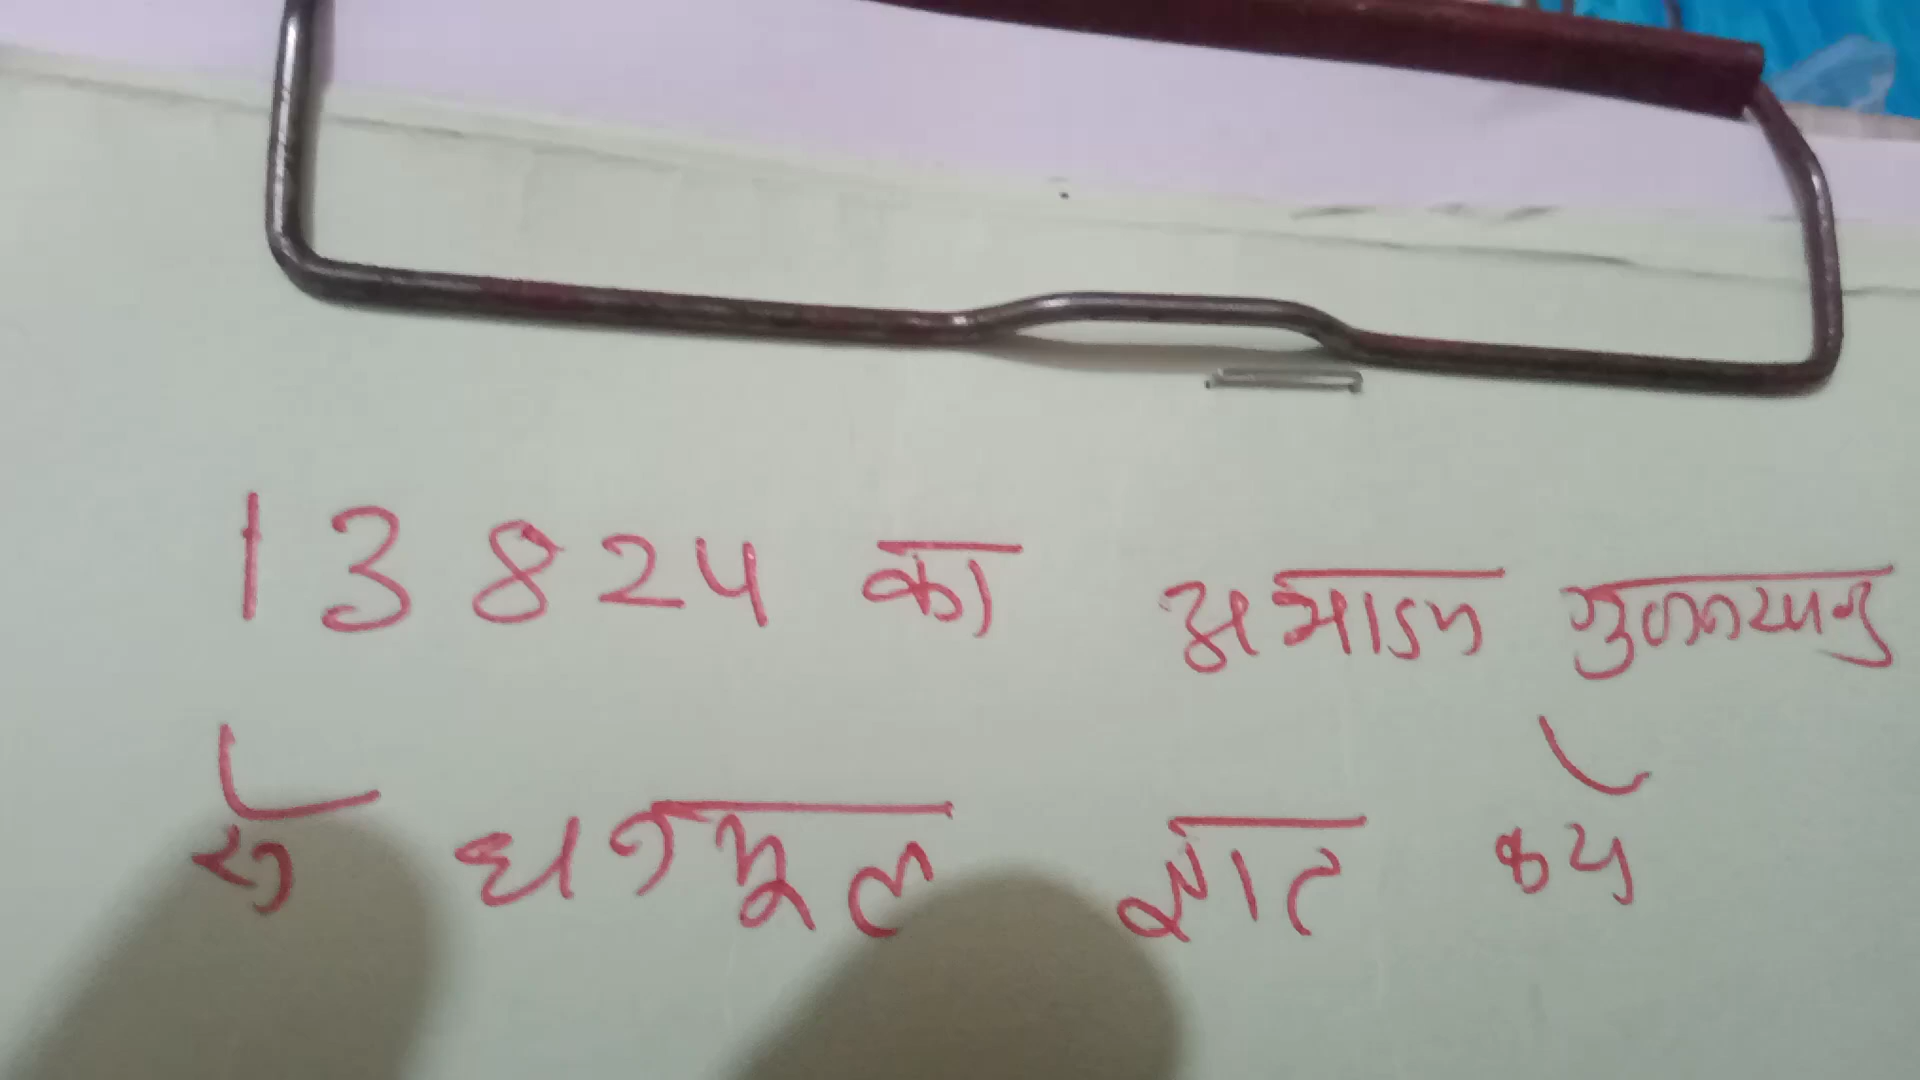 13824 का अभाज्य गुणनखण्ड
से घनमूल ज्ञात करो